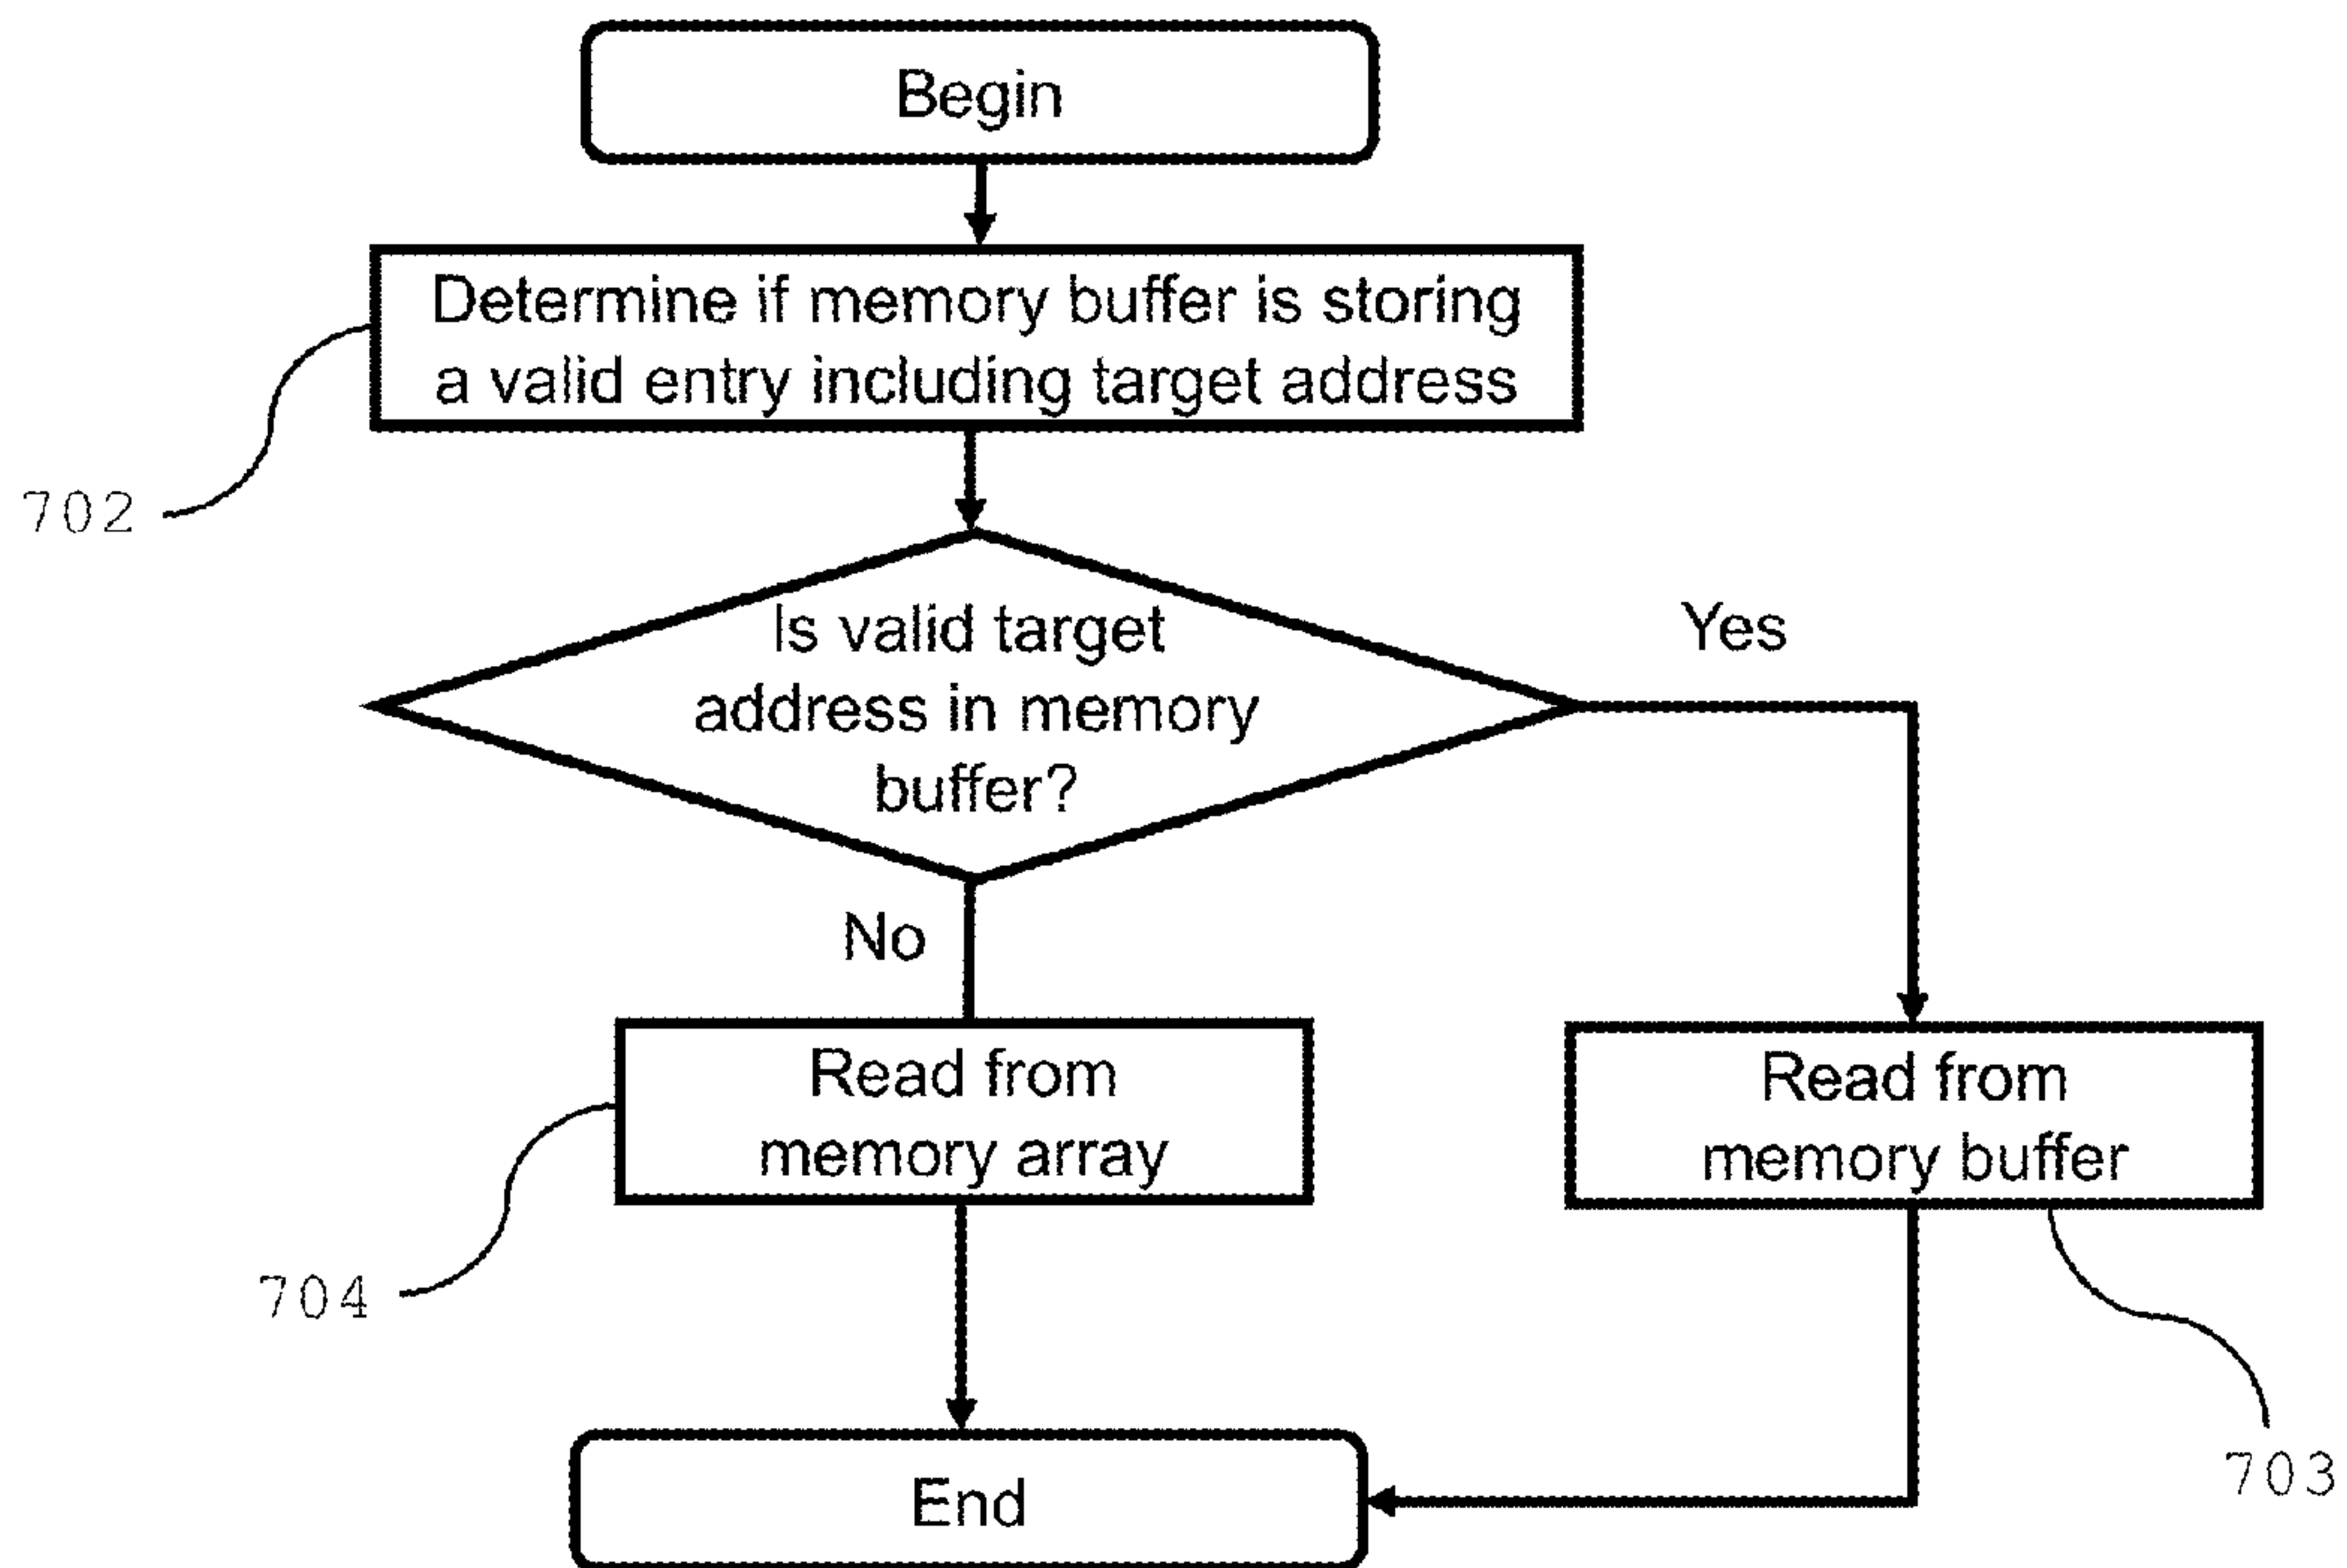 Begin
Determine if memory buffer is storing
a valid entry including target address
702
Is valid target
address in memory
buffer?
Yes
No
Read from
memory array
Read from
memory buffer
704
703
End